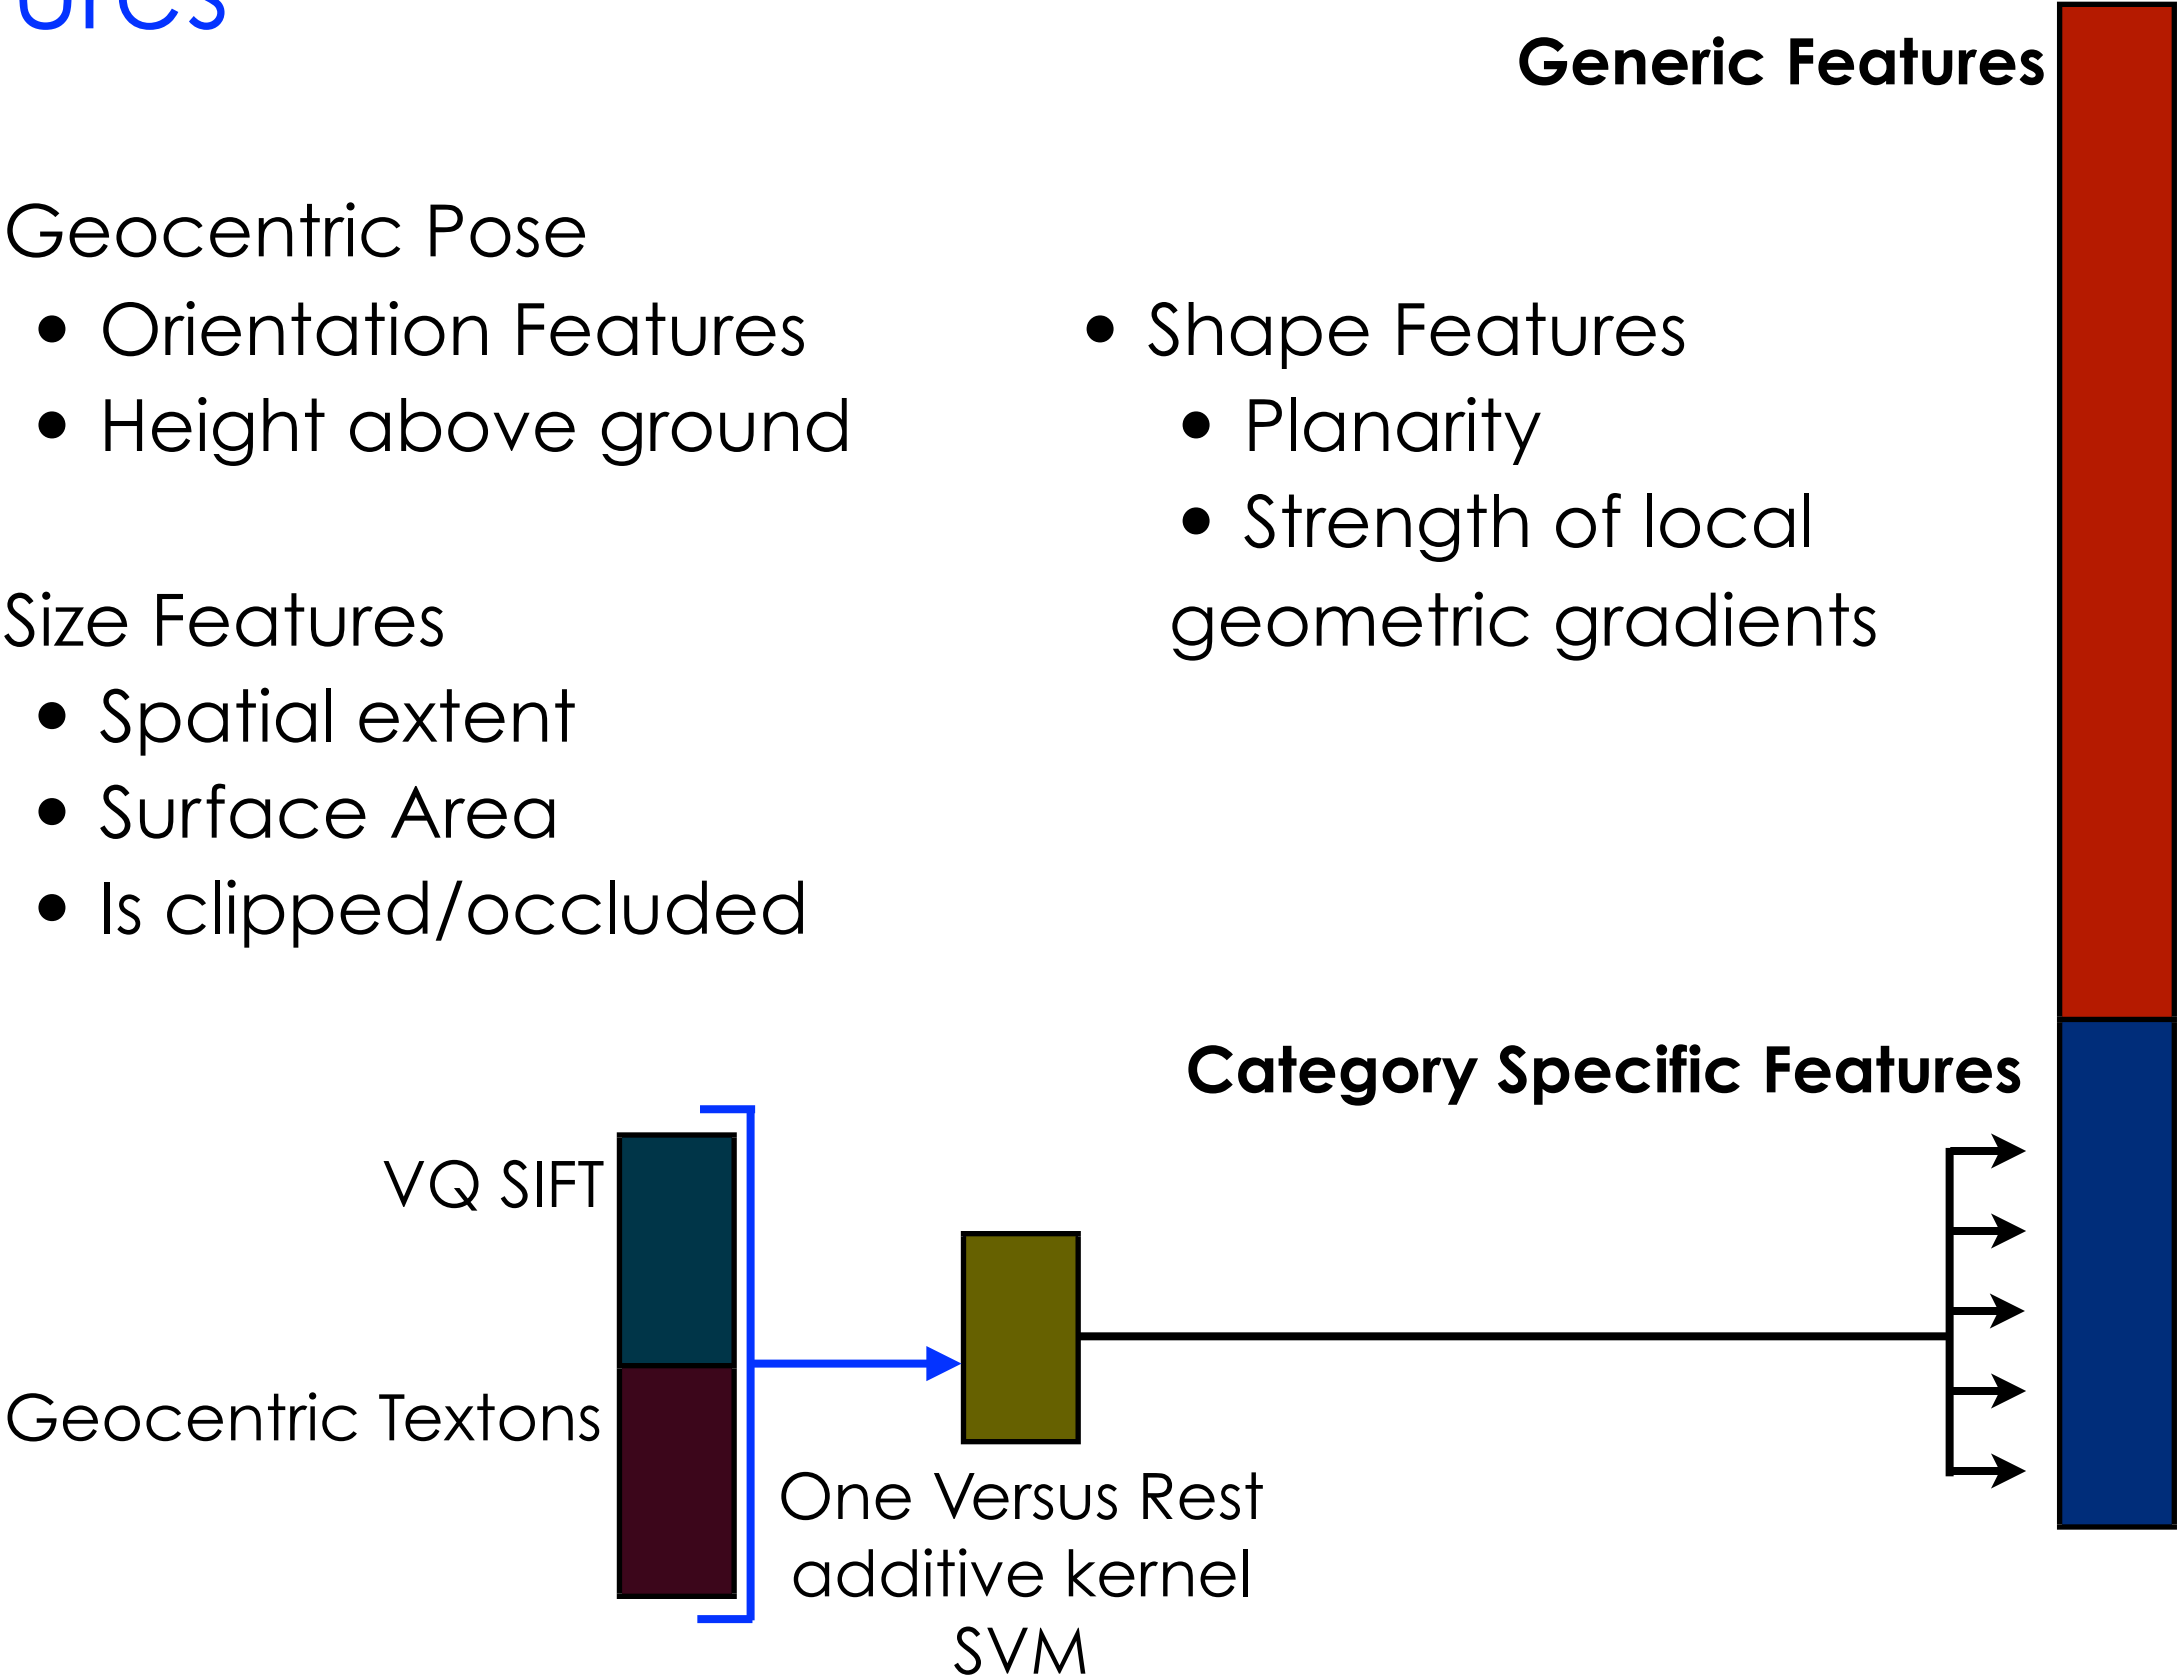 Generic Features
Geocentric Pose
• Orientation Features
• Height above ground
Size Features
• Spatial extent
• Surface Area
• Is clipped/occluded
• Shape Features
• Planarity
• Strength of local
geometric gradients
Category Specific Features
VQ SIFT
Geocentric Textons
One Versus Rest
additive kernel
SVM